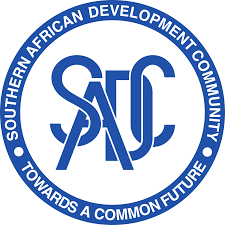 SOUTHERN AFRICAN DEVELOPMENT COMMUNITY
SADC
TOWARDS A COMMON FUTURE